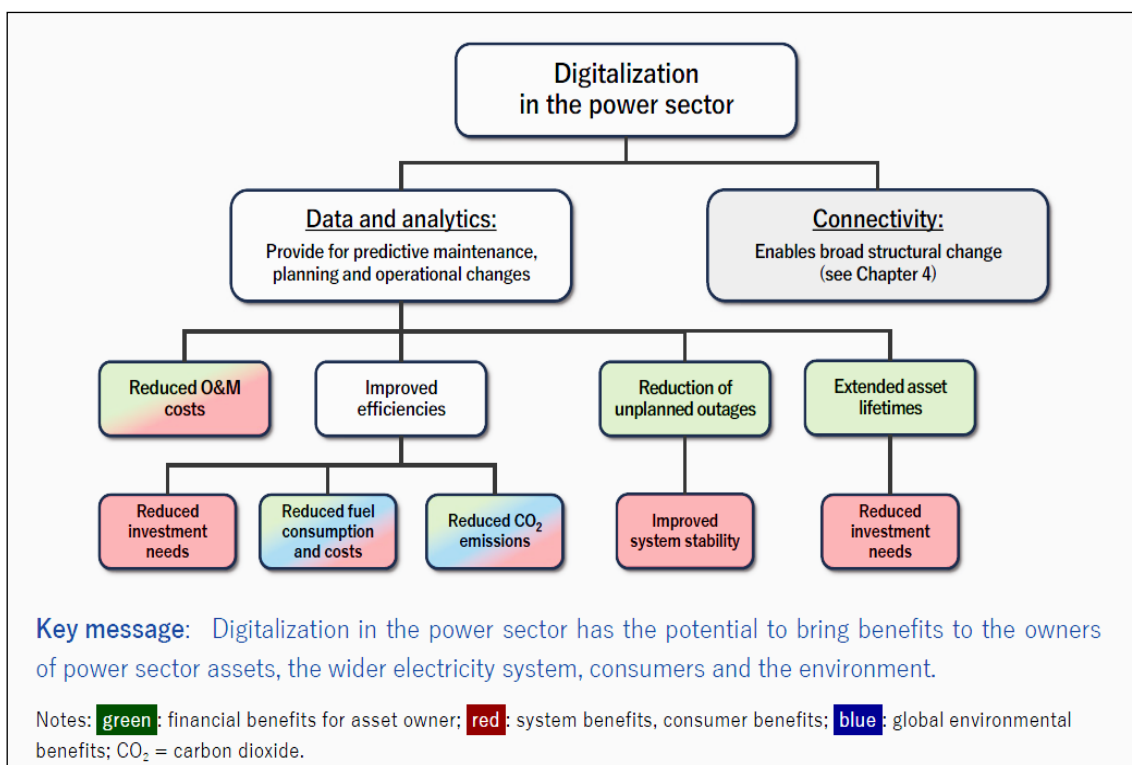 Digitalization
in the power sector
Data and analytics:
Provide for predictive maintenance,
planning and operational changes
Connectivity:
Enables broad structural change
(see Chapter 4)
Reduced O&M
costs
Improved
efficiencies
Reduction of
unplanned outages
Extended asset
lifetimes
Reduced
investment
needs
Reduced fuel
consumption
and costs
Reduced CO₂
emissions
Improved
system stability
Reduced
investment
needs
Key message: Digitalization in the power sector has the potential to bring benefits to the owners
of power sector assets, the wider electricity system, consumers and the environment.
Notes: green: financial benefits for asset owner; red: system benefits, consumer benefits; blue: global environmental
benefits; CO₂ = carbon dioxide.